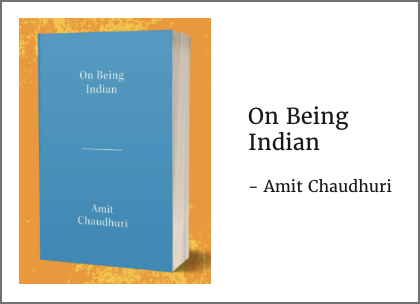 On Being
Indian
Amit
Chaudhuri
On Being
Indian
- Amit Chaudhuri